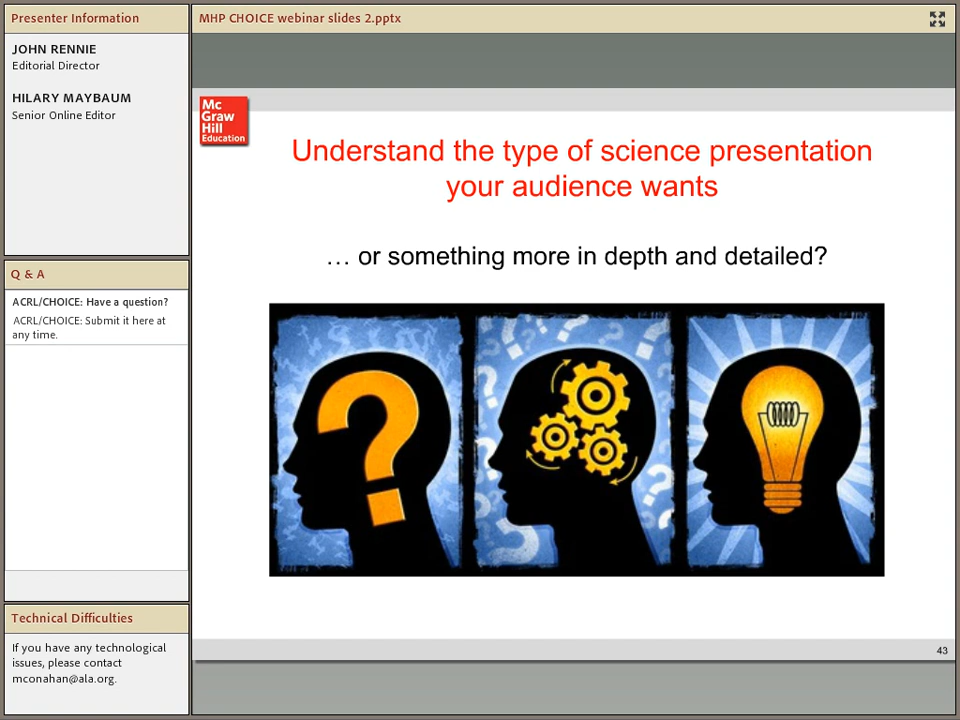 Presenter Information
JOHN RENNIE
Editorial Director
HILARY MAYBAUM
Senior Online Editor
Q & A
ACRL/CHOICE: Have a question?
ACRL/CHOICE: Submit it here at
any time.
Technical Difficulties
If you have any technological
issues, please contact
mconahan@ala.org.
MHP CHOICE webinar slides 2.pptx
Mc
Graw
Hill
Education
Understand the type of science presentation
your audience wants
… or something more in depth and detailed?
43